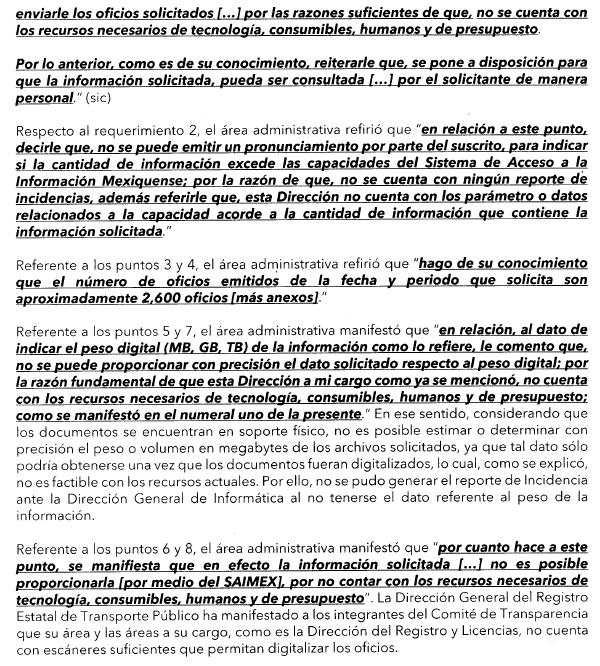 enviarle los oficios solicitados [...] por las razones suficientes de que, no se cuenta con
los recursos necesarios de tecnología, consumibles, humanos y de presupuesto.
Por lo anterior, como es de su conocimiento, reiterarle que, se pone a disposición para
que la información solicitada, pueda ser consultada [...] por el solicitante de manera
personal." (sic)
Respecto al requerimiento 2, el área administrativa refirió que "en relación a este punto,
decirle que, no se puede emitir un pronunciamiento por parte del suscrito, para indicar
si la cantidad de información excede las capacidades del Sistema de Acceso a la
Información Mexiquense; por la razón de que, no se cuenta con ningún reporte de
incidencias, además referirle que, esta Dirección no cuenta con los parámetro o datos
relacionados a la capacidad acorde a la cantidad de información que contiene la
información solicitada."
Referente a los puntos 3 y 4, el área administrativa refirió que "hago de su conocimiento
que el número de oficios emitidos de la fecha y periodo que solicita son
aproximadamente 2,600 oficios [más anexos]."
Referente a los puntos 5 y 7, el área administrativa manifestó que "en relación, al dato de
indicar el peso digital (MB, GB, TB) de la información como lo refiere, le comento que,
no se puede proporcionar con precisión el dato solicitado respecto al peso digital; por
la razón fundamental de que esta Dirección a mi cargo como ya se mencionó, no cuenta
con los recursos necesarios de tecnología, consumibles, humanos y de presupuesto;
como se manifestó en el numeral uno de la presente." En ese sentido, considerando que
los documentos se encuentran en soporte físico, no es posible estimar o determinar con
precisión el peso o volumen en megabytes de los archivos solicitados, ya que tal dato sólo
podría obtenerse una vez que los documentos fueran digitalizados, lo cual, como se explicó,
no es factible con los recursos actuales. Por ello, no se pudo generar el reporte de Incidencia
ante la Dirección General de Informática al no tenerse el dato referente al peso de la
información.
Referente a los puntos 6 y 8, el área administrativa manifestó que "por cuanto hace a este
punto, se manifiesta que en efecto la información solicitada [...] no es posible
proporcionarla [por medio del SAIMEX], por no contar con los recursos necesarios de
tecnología, consumibles, humanos y de presupuesto". La Dirección General del Registro
Estatal de Transporte Público ha manifestado a los integrantes del Comité de Transparencia
que su área y las áreas a su cargo, como es la Dirección del Registro y Licencias, no cuenta
con escáneres suficientes que permitan digitalizar los oficios.